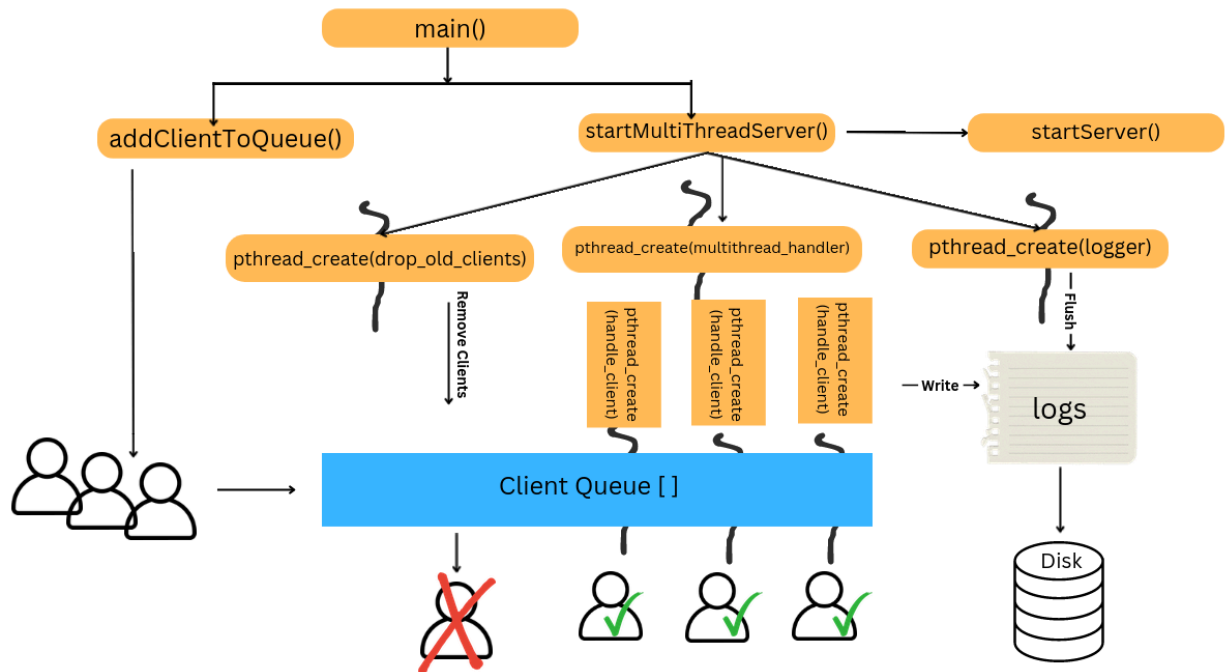 main()
addClientToQueue()
startMultiThreadServer()
startServer()
pthread_create(drop_old_clients)
pthread_create(multithread_handler)
pthread_create(logger)
Remove Clients
pthread_create
(handle_client)
pthread_create
(handle_client)
pthread_create
(handle_client)
Flush
Write
logs
Client Queue [ ]
Disk